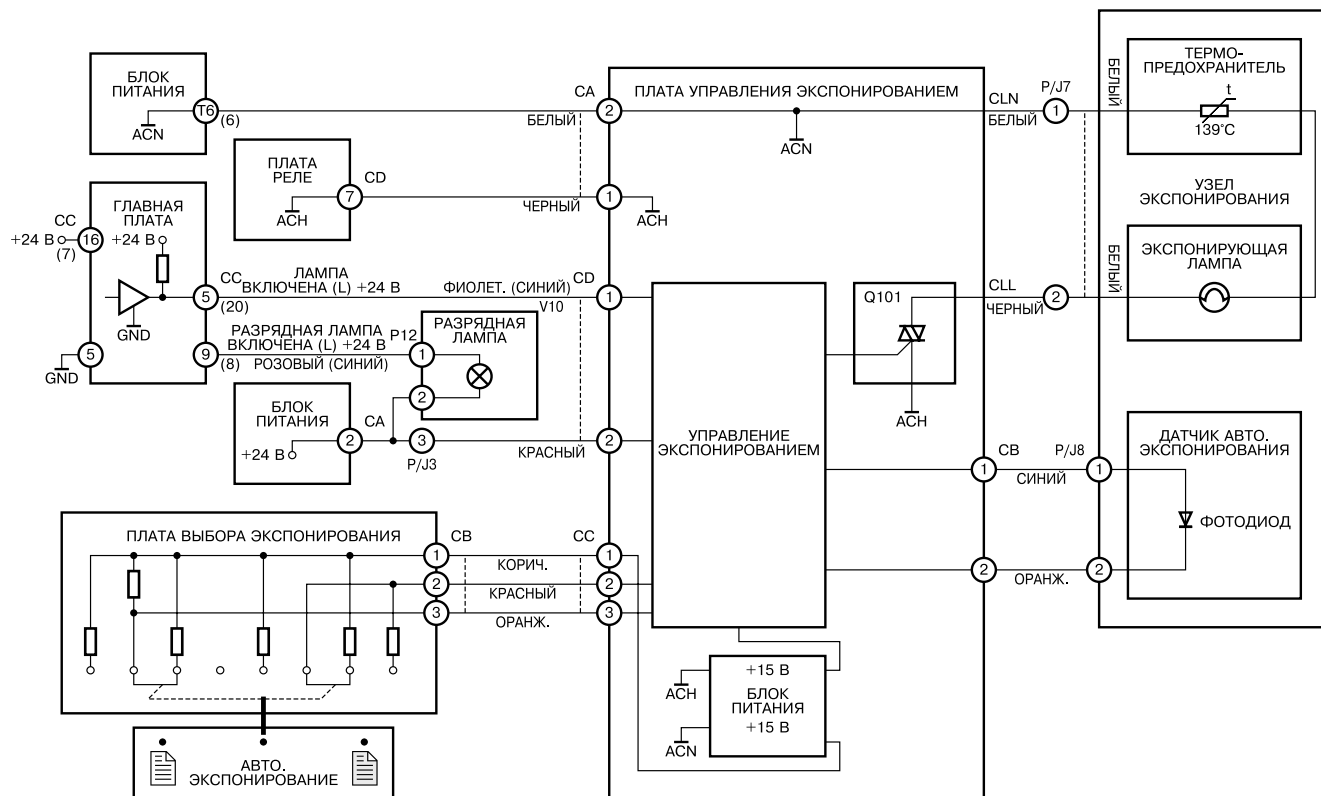 БЛОК
ПИТАНИЯ
ACN
T6
(6)
CA
БЕЛЫЙ
2
ПЛАТА УПРАВЛЕНИЯ ЭКСПОНИРОВАНИЕМ
ACN
CLN
БЕЛЫЙ
P/J7
1
БЕЛЫЙ
ТЕРМО-
ПРЕДОХРАНИТЕЛЬ
t
139°C
ПЛАТА
РЕЛЕ
ACH
7
CD
ЧЕРНЫЙ
1
ACH
УЗЕЛ
ЭКСПОНИРОВАНИЯ
ГЛАВНАЯ
ПЛАТА
CC
+24 В
16
(7)
+24 В
GND
5
GND
CC
5
(20)
ЛАМПА
ВКЛЮЧЕНА (L) +24 В
ФИОЛЕТ. (СИНИЙ)
CD
V10
1
9
(8)
РАЗРЯДНАЯ ЛАМПА
ВКЛЮЧЕНА (L) +24 В
РОЗОВЫЙ (СИНИЙ)
P12
РАЗРЯДНАЯ
ЛАМПА
1
2
Q101
ACH
CLL
ЧЕРНЫЙ
2
БЕЛЫЙ
ЭКСПОНИРУЮЩАЯ
ЛАМПА
БЛОК
ПИТАНИЯ
+24 В
2
CA
3
P/J3
КРАСНЫЙ
2
УПРАВЛЕНИЕ
ЭКСПОНИРОВАНИЕМ
CB
1
СИНИЙ
P/J8
1
2
ОРАНЖ.
2
ДАТЧИК АВТО.
ЭКСПОНИРОВАНИЯ
ФОТОДИОД
ПЛАТА ВЫБОРА ЭКСПОНИРОВАНИЯ
CB
CC
1
КОРИЧ.
1
2
КРАСНЫЙ
2
3
ОРАНЖ.
3
ACH
ACN
+15 В
БЛОК
ПИТАНИЯ
+15 В
АВТО.
ЭКСПОНИРОВАНИЕ